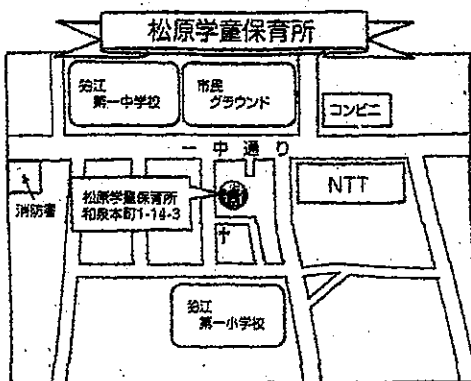 松原学童保育所
狛江
第一中学校
市民
グラウンド
コンビニ
一中通り
消防署
松原学童保育所
和泉本町1-14-3
NTT
狛江
第一小学校